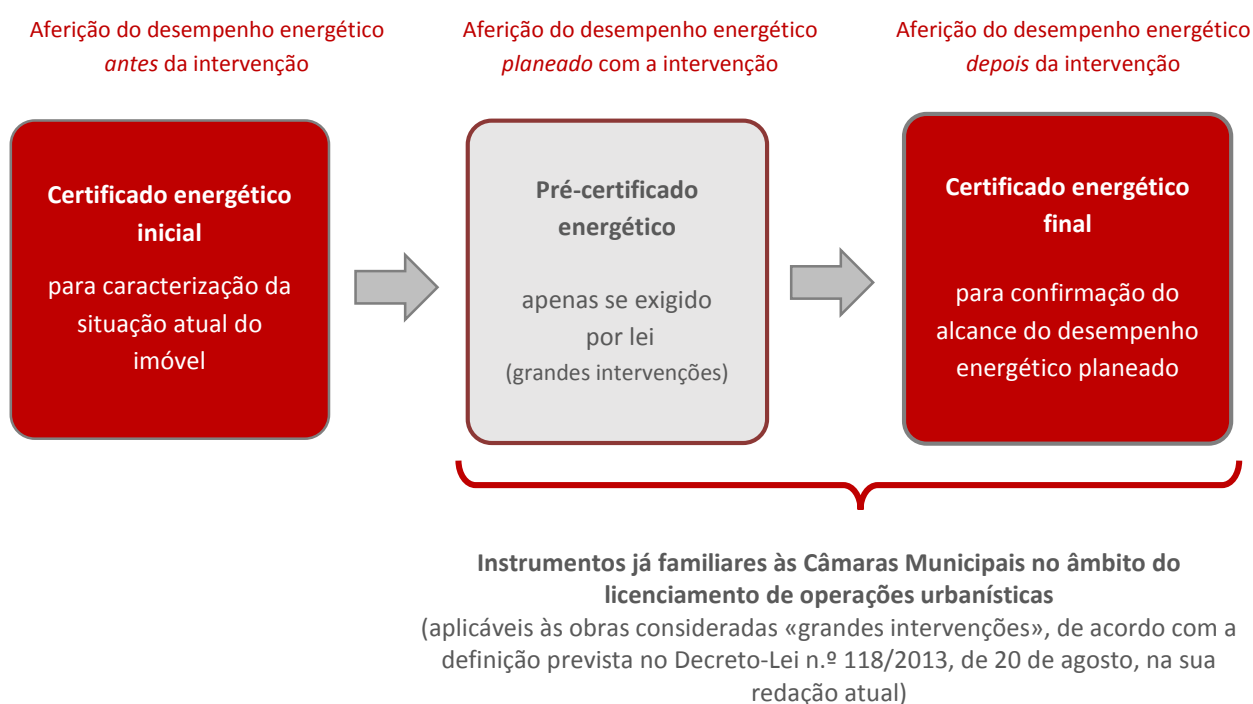 Aferição do desempenho energético
antes da intervenção
Aferição do desempenho energético
planeado com a intervenção
Aferição do desempenho energético
depois da intervenção
Certificado energético
inicial
para caracterização da
situação atual do
imóvel
Pré-certificado
energético
apenas se exigido
por lei
(grandes intervenções)
Certificado energético
final
para confirmação do
alcance do desempenho
energético planeado
Instrumentos já familiares às Câmaras Municipais no âmbito do
licenciamento de operações urbanísticas
(aplicáveis às obras consideradas «grandes intervenções», de acordo com a
definição prevista no Decreto-Lei n.º 118/2013, de 20 de agosto, na sua
redação atual)